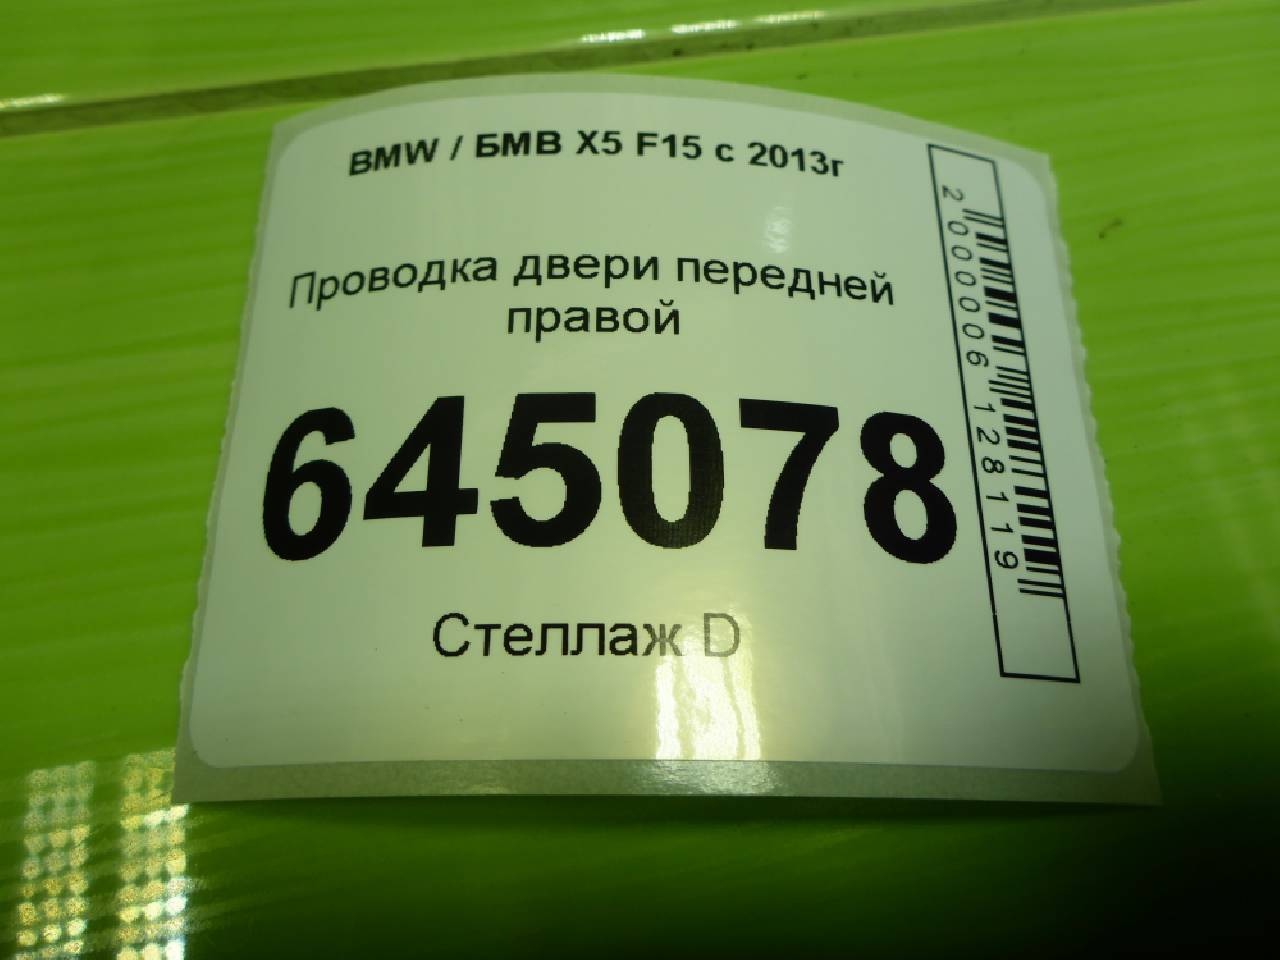 BMW / БМВ X5 F15 с 2013г
Проводка двери передней
правой
645078
Стеллаж D
2000006128119